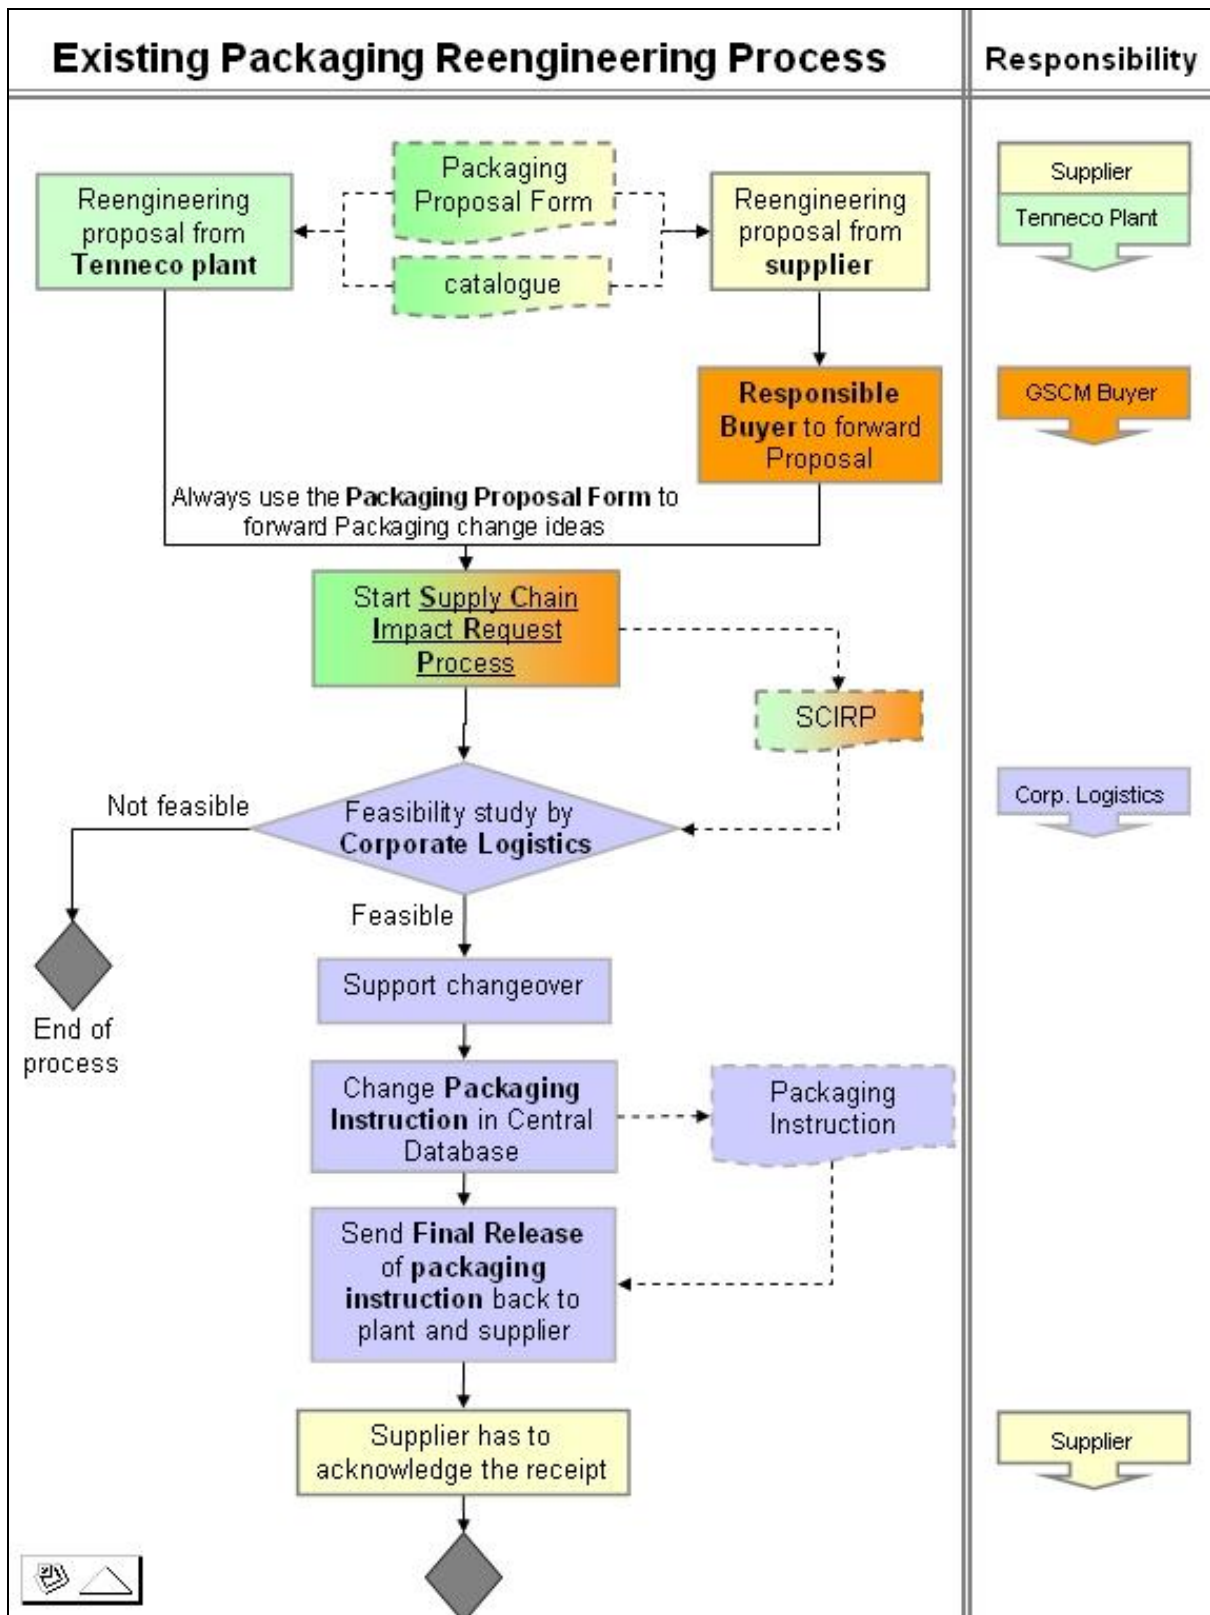 Existing Packaging Reengineering Process
Responsibility
Packaging
Proposal Form
Reengineering
proposal from
Tenneco plant
Reengineering
proposal from
supplier
Supplier
Tenneco Plant
catalogue
Responsible
Buyer to forward
Proposal
GSCM Buyer
Always use the Packaging Proposal Form to
forward Packaging change ideas
Start Supply Chain
Impact Request
Process
SCIRP
Not feasible
Feasibility study by
Corporate Logistics
Corp. Logistics
Feasible
Support changeover
End of
process
Change Packaging
Instruction in Central
Database
Packaging
Instruction
Send Final Release
of packaging
instruction back to
plant and supplier
Supplier has to
acknowledge the receipt
Supplier